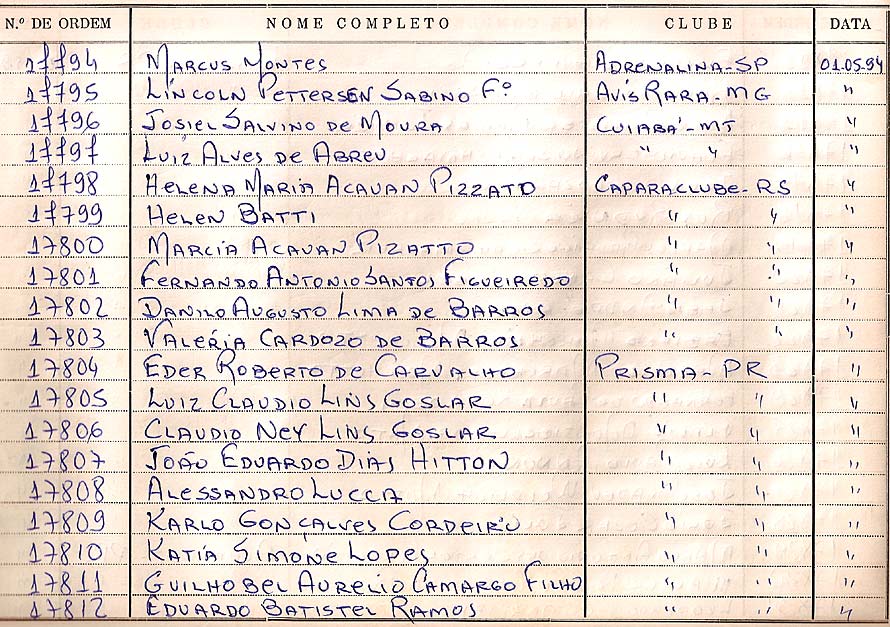 N.º DE ORDEM NOME COMPLETO CLUBE DATA
17794 MARCUS MONTES ADRENALINA-SP 01.05.94
17795 LINCOLN PETTERSEN SABINO Fº AVIS RARA-MG "
17796 JOSIEL SALVINO DE MOURA CUIABÁ-MT "
17797 LUIZ ALVES DE ABREU " " "
17798 HELENA MARIA ACAUAN PIZZATO CAPARACLUBE-RS "
17799 HELEN BATTI " " "
17800 MARCIA ACAUAN PIZATTO " " "
17801 FERNANDO ANTONIO SANTOS FIGUEIREDO " " "
17802 DANILO AUGUSTO LIMA DE BARROS " " "
17803 VALÉRIA CARDOZO DE BARROS " " "
17804 EDER ROBERTO DE CARVALHO PRISMA-PR "
17805 LUIZ CLAUDIO LINS GOSLAR " " "
17806 CLAUDIO NEY LINS GOSLAR " " "
17807 JOÃO EDUARDO DIAS HITTON " " "
17808 ALESSANDRO LUCCA " " "
17809 KARLO GONÇALVES CORDEIRO " " "
17810 KATIA SIMONE LOPES " " "
17811 GUILHOBEL AURELIO CAMARGO FILHO " " "
17812 EDUARDO BATISTEL RAMOS " " "